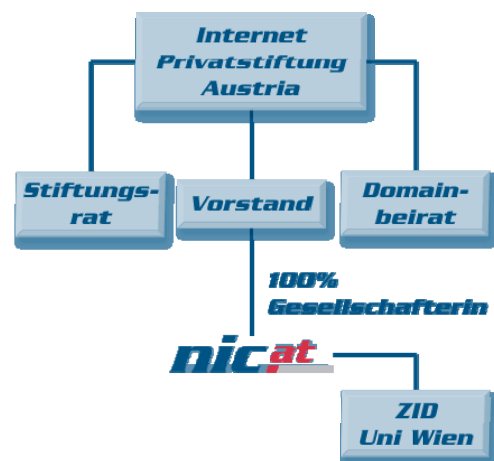 Internet
Privatstiftung
Austria
Stiftungs-
rat
Vorstand
Domain-
beirat
100%
Gesellschafterin
nic.at
ZID
Uni Wien